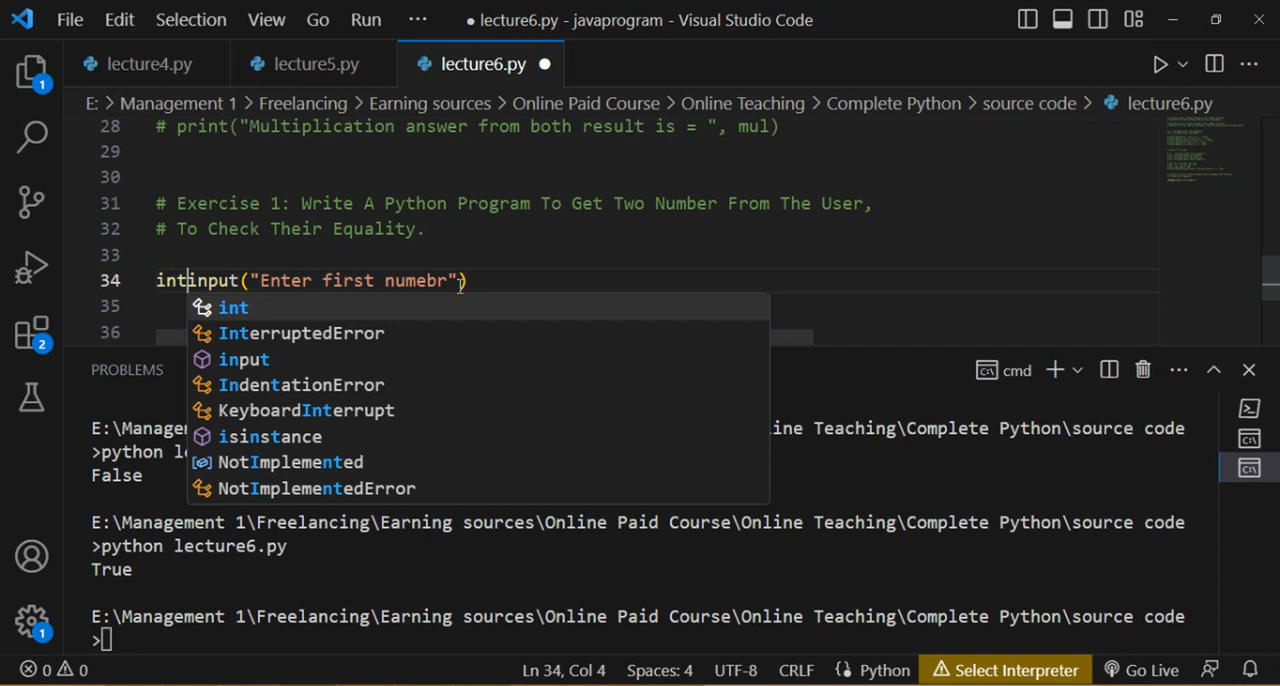 File Edit Selection View Go Run ··· ● lecture6.py - javaprogram - Visual Studio Code
lecture4.py lecture5.py lecture6.py ●
E: > Management 1 > Freelancing > Earning sources > Online Paid Course > Online Teaching > Complete Python > source code > lecture6.py
28 # print("Multiplication answer from both result is = ", mul)
29
30
31 # Exercise 1: Write A Python Program To Get Two Number From The User,
32 # To Check Their Equality.
33
34 intinput("Enter first numebr")
35
36
int
InterruptedError
input
IndentationError
KeyboardInterrupt
isinstance
NotImplemented
NotImplementedError
1
2
1
PROBLEMS cmd
E:\Manage ine Teaching\Complete Python\source code
>python le
False
E:\Management 1\Freelancing\Earning sources\Online Paid Course\Online Teaching\Complete Python\source code
>python lecture6.py
True
E:\Management 1\Freelancing\Earning sources\Online Paid Course\Online Teaching\Complete Python\source code
>
0 0 Ln 34, Col 4 Spaces: 4 UTF-8 CRLF Python Select Interpreter Go Live